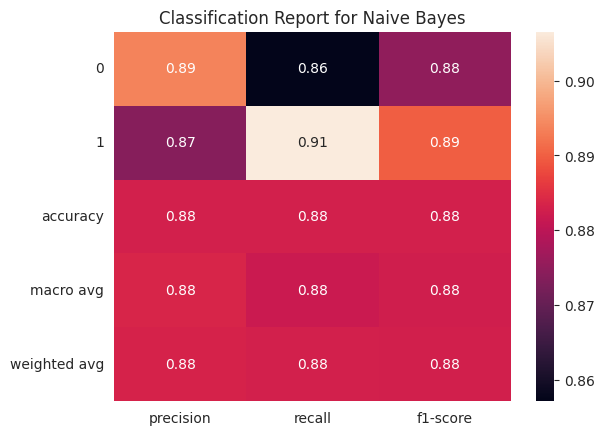 Classification Report for Naive Bayes
0 0.89 0.86 0.88
1 0.87 0.91 0.89
accuracy 0.88 0.88 0.88
macro avg 0.88 0.88 0.88
weighted avg 0.88 0.88 0.88
precision recall f1-score
0.90
0.89
0.88
0.87
0.86